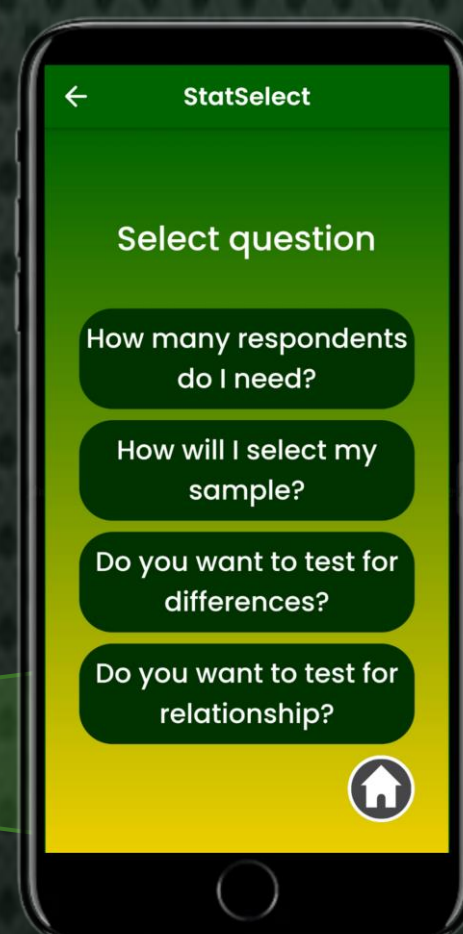 StatSelect
Select question
How many respondents
do I need?
How will I select my
sample?
Do you want to test for
differences?
Do you want to test for
relationship?